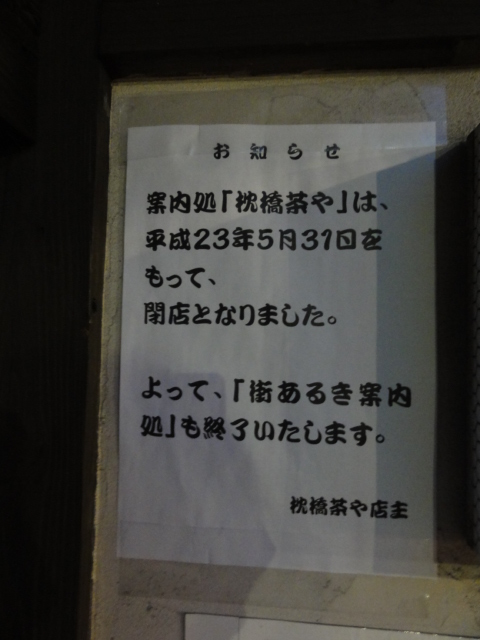 お知らせ
案内処「枕橋茶や」は、
平成23年5月31日を
もって、
閉店となりました。
よって、「街あるき案内
処」も終了いたします。
枕橋茶や店主